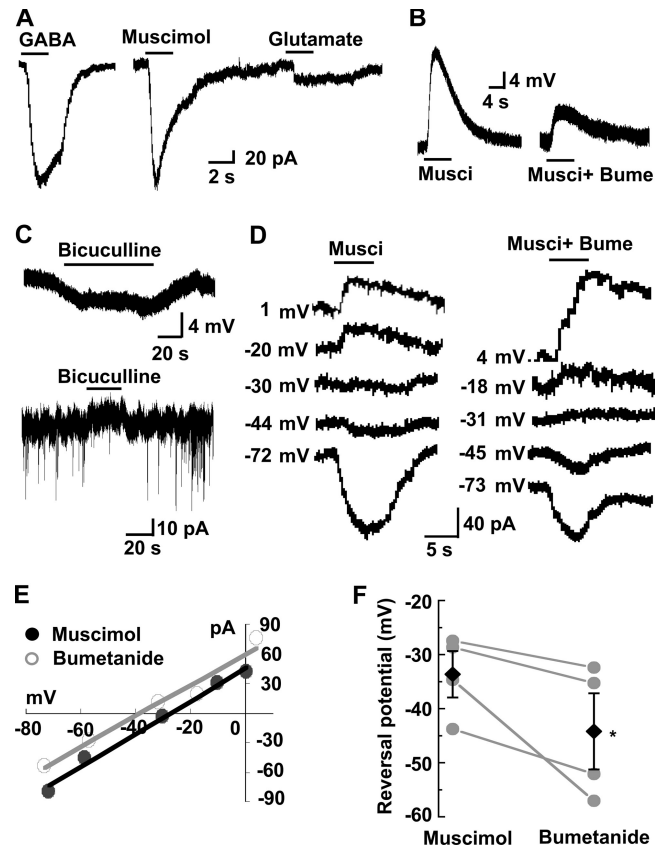 A
GABA
Muscimol
Glutamate
20 pA
2 s
B
4 mV
4 s
Musci
Musci+ Bume
C
Bicuculline
4 mV
20 s
Bicuculline
10 pA
20 s
D
Musci
Musci+ Bume
1 mV
-20 mV
-30 mV
-44 mV
-72 mV
4 mV
-18 mV
-31 mV
-45 mV
-73 mV
40 pA
5 s
E
Muscimol
Bumetanide
pA
mV
90
60
30
-30
-60
-90
-80 -60 -40 -20 0
F
Reversal potential (mV)
-20
-30
-40
-50
-60
*
Muscimol Bumetanide